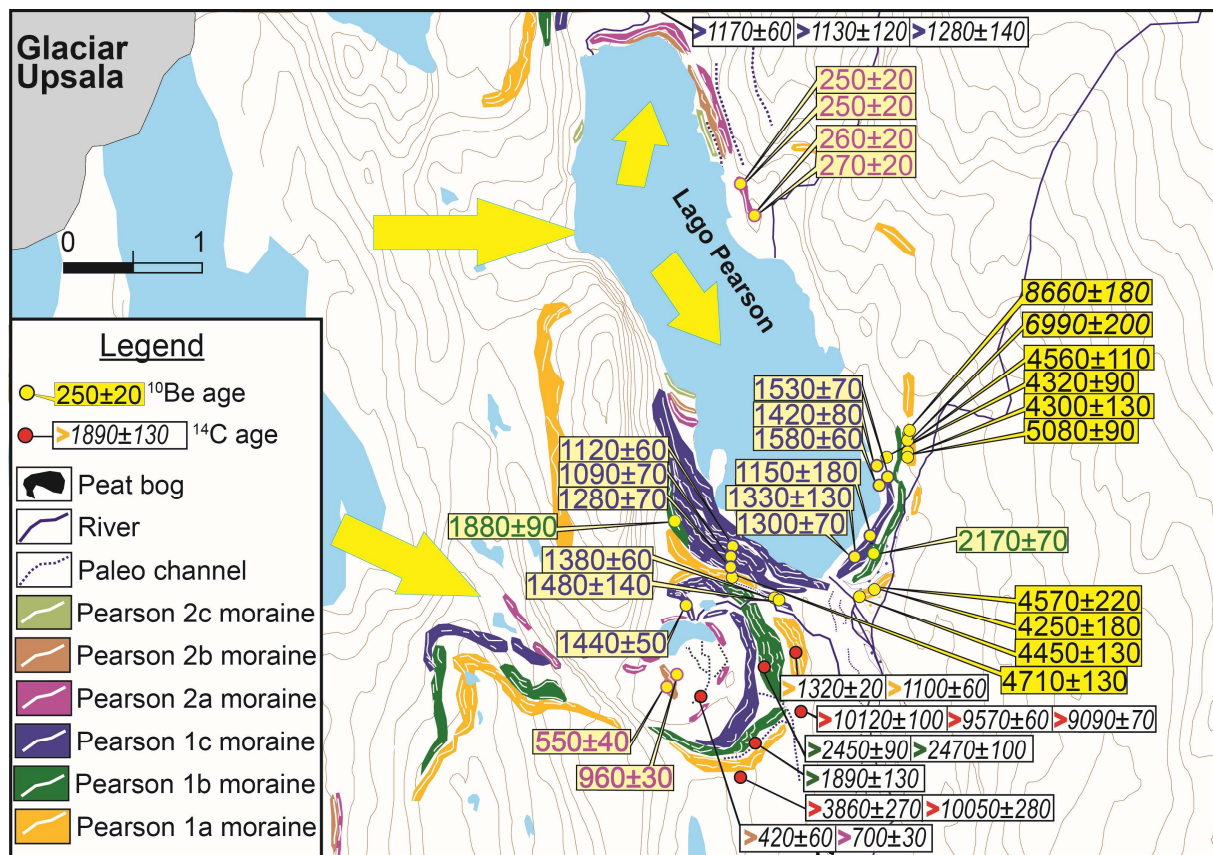 Glaciar
Upsala
>1170±60 >1130±120 >1280±140
250±20
250±20
260±20
270±20
Lago Pearson
0 1
8660±180
6990±200
4560±110
4320±90
4300±130
5080±90
1530±70
1420±80
1580±60
1150±180
1330±130
1300±70
1120±60
1090±70
1280±70
1880±90
1380±60
1480±140
1440±50
2170±70
4570±220
4250±180
4450±130
4710±130
550±40
960±30
>1320±20 >1100±60
>10120±100 >9570±60 >9090±70
>2450±90 >2470±100
>1890±130
>3860±270 >10050±280
>420±60 >700±30
Legend
250±20 ¹⁰Be age
>1890±130 ¹⁴C age
Peat bog
River
Paleo channel
Pearson 2c moraine
Pearson 2b moraine
Pearson 2a moraine
Pearson 1c moraine
Pearson 1b moraine
Pearson 1a moraine